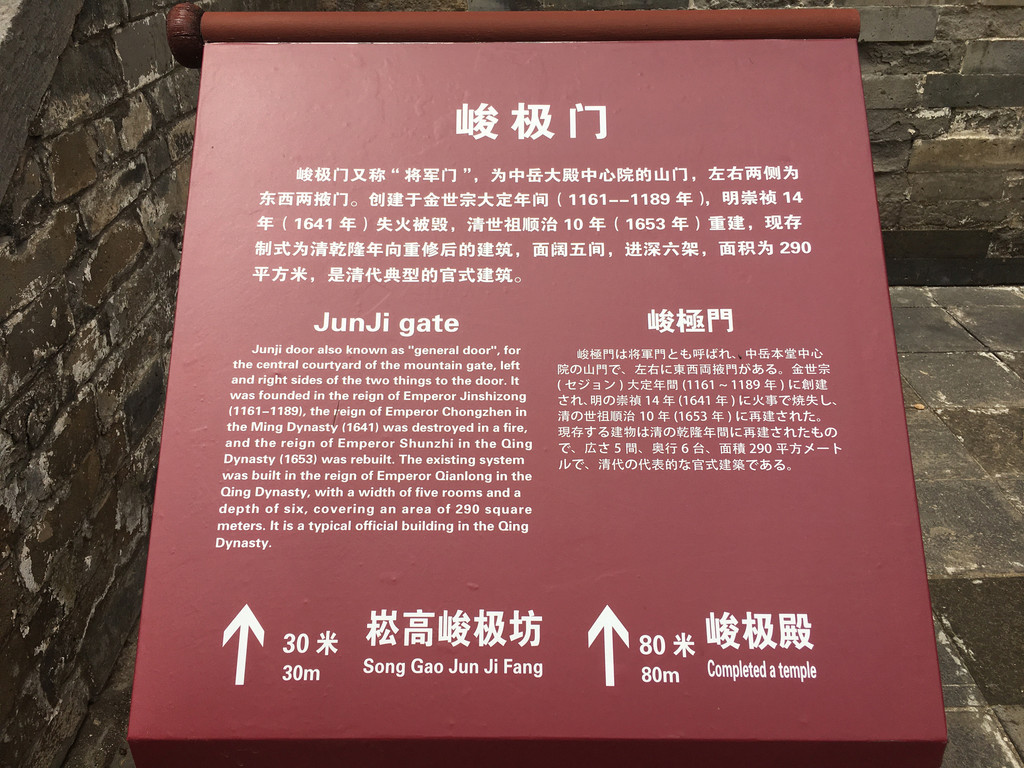 峻极门
峻极门又称“将军门”，为中岳大殿中心院的山门，左右两侧为
东西两掖门。创建于金世宗大定年间（1161--1189 年），明崇祯 14
年（1641 年）失火被毁，清世祖顺治 10 年（1653 年）重建，现存
制式为清乾隆年向重修后的建筑，面阔五间，进深六架，面积为 290
平方米，是清代典型的官式建筑。
JunJi gate
Junji door also known as "general door", for
the central courtyard of the mountain gate, left
and right sides of the two things to the door. It
was founded in the reign of Emperor Jinshizong
(1161-1189), the reign of Emperor Chongzhen in
the Ming Dynasty (1641) was destroyed in a fire,
and the reign of Emperor Shunzhi in the Qing
Dynasty (1653) was rebuilt. The existing system
was built in the reign of Emperor Qianlong in the
Qing Dynasty, with a width of five rooms and a
depth of six, covering an area of 290 square
meters. It is a typical official building in the Qing
Dynasty.
峻極門
峻極門は将軍門とも呼ばれ、中岳本堂中心
院の山門で、左右に東西両掖門がある。金世宗
(セジョン) 大定年間 (1161 ~ 1189 年) に創建
され、明の崇禎 14 年 (1641 年) に火事で焼失し、
清の世祖順治 10 年 (1653 年) に再建された。
現存する建物は清の乾隆年間に再建されたもの
で、広さ 5 間、奥行 6 台、面積 290 平方メート
ルで、清代の代表的な官式建築である。
30 米 崧高峻极坊
30m Song Gao Jun Ji Fang
80 米 峻极殿
80m Completed a temple